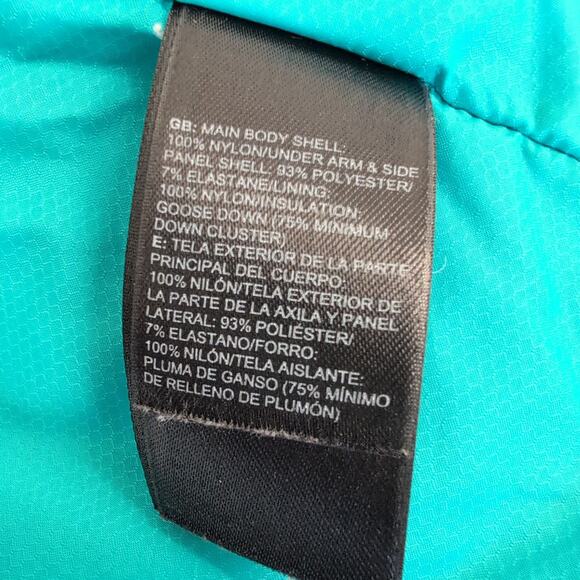 GB: MAIN BODY SHELL:
100% NYLON/UNDER ARM & SIDE
PANEL SHELL: 93% POLYESTER/
7% ELASTANE/LINING:
100% NYLON/INSULATION:
GOOSE DOWN (75% MINIMUM
DOWN CLUSTER)
E: TELA EXTERIOR DE LA PARTE
PRINCIPAL DEL CUERPO:
100% NILÓN/TELA EXTERIOR DE
LA PARTE DE LA AXILA Y PANEL
LATERAL: 93% POLIÉSTER/
7% ELASTANO/FORRO:
100% NILÓN/TELA AISLANTE:
PLUMA DE GANSO (75% MÍNIMO
DE RELLENO DE PLUMÓN)